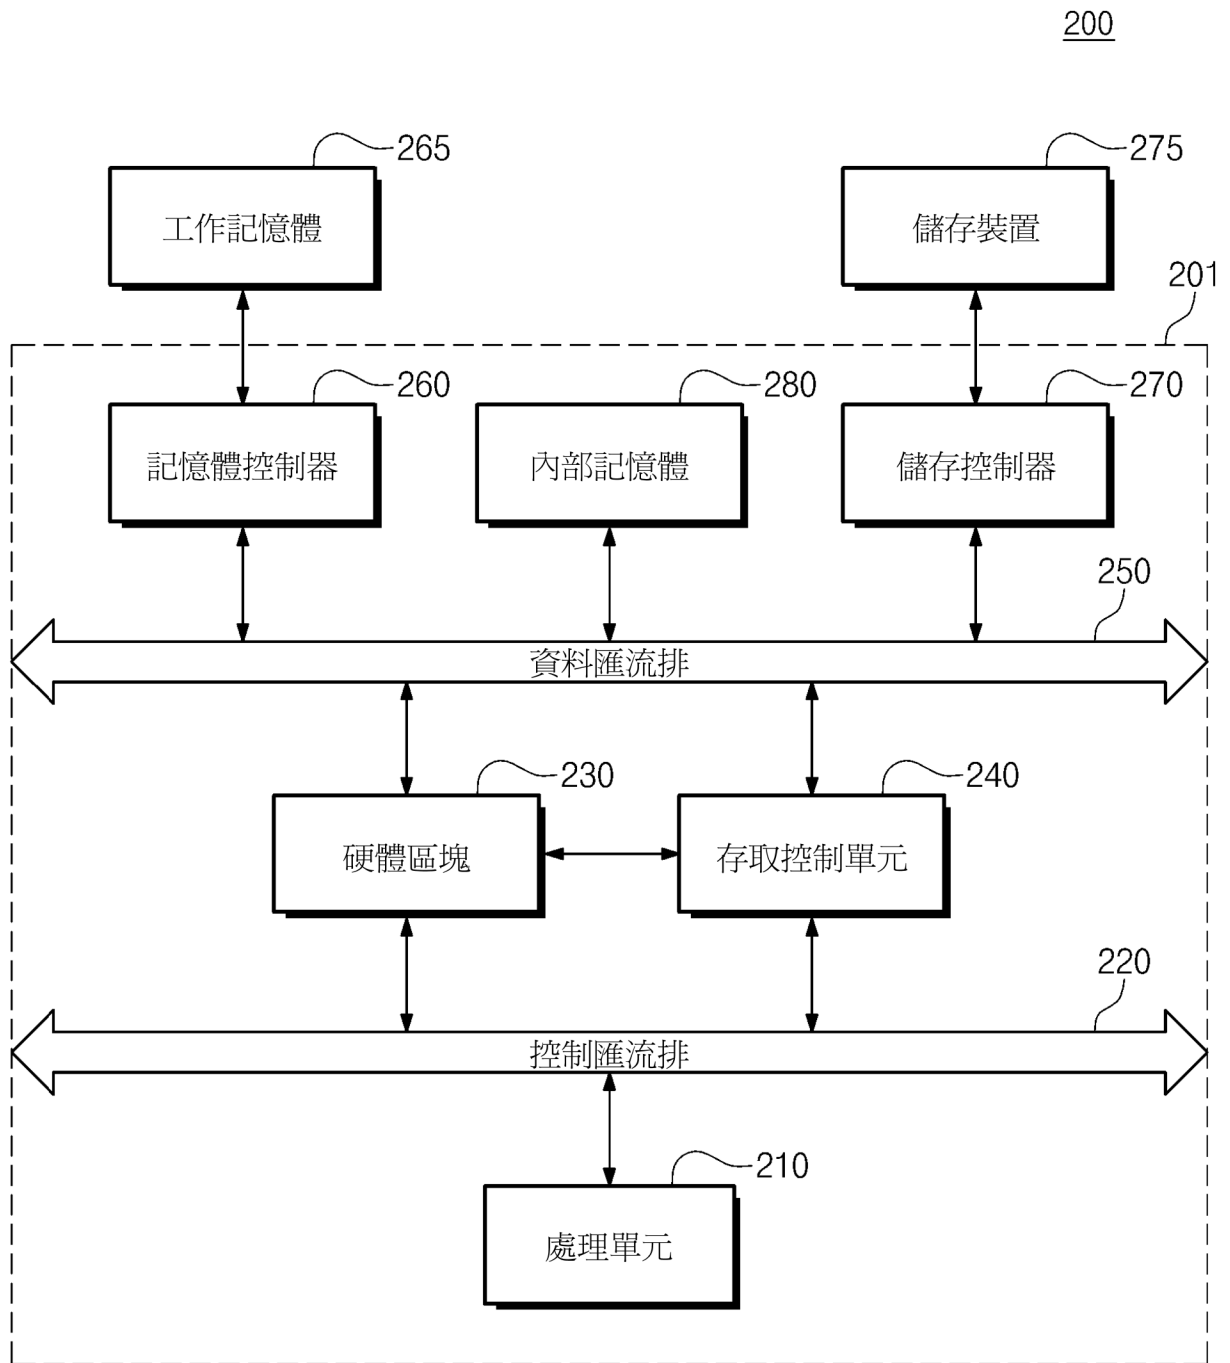 200
265
275
工作記憶體
儲存裝置
201
260
280
270
記憶體控制器
內部記憶體
儲存控制器
250
資料匯流排
230
240
硬體區塊
存取控制單元
220
控制匯流排
210
處理單元